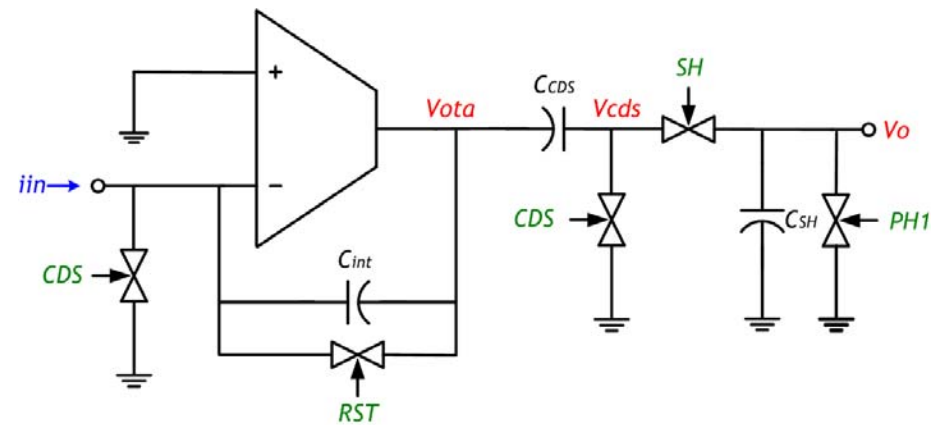 SH
CCDS
+
Vota
Vcds
Vo
iin
−
CDS
CSH
PH1
Cint
CDS
RST